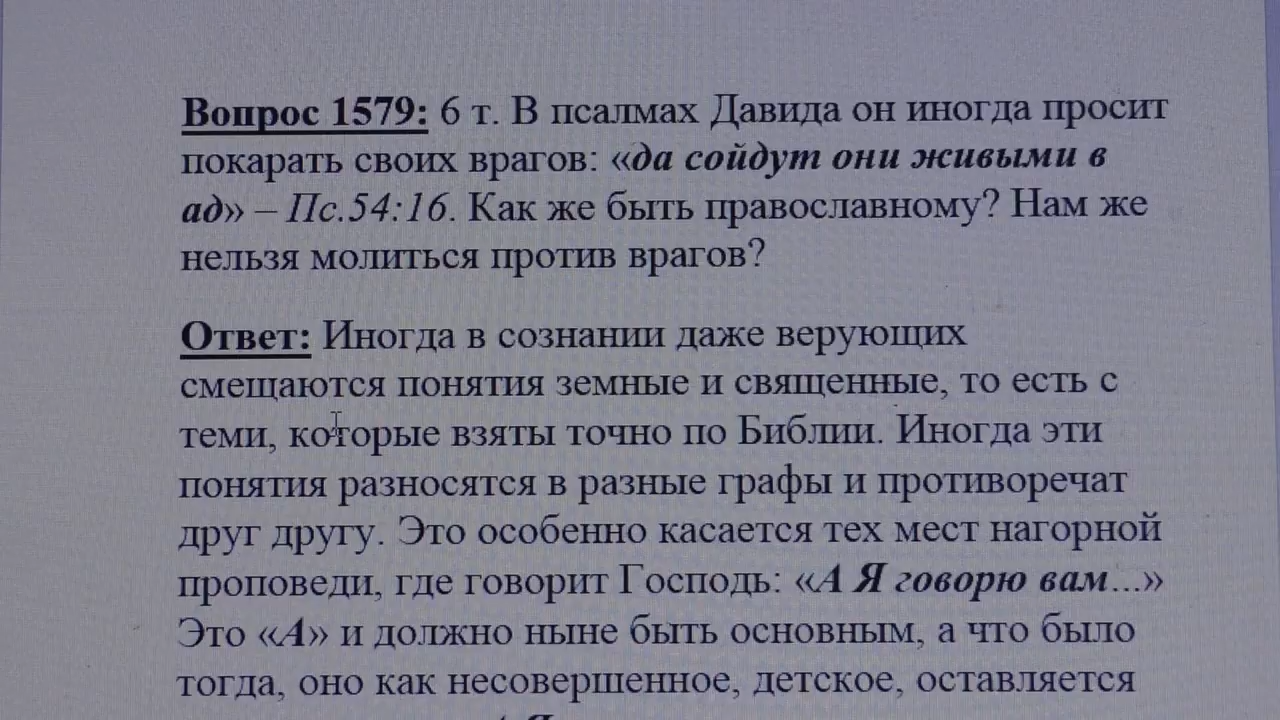 Вопрос 1579: 6 т. В псалмах Давида он иногда просит
покарать своих врагов: «да сойдут они живыми в
ад» – Пс.54:16. Как же быть православному? Нам же
нельзя молиться против врагов?
Ответ: Иногда в сознании даже верующих
смещаются понятия земные и священные, то есть с
теми, которые взяты точно по Библии. Иногда эти
понятия разносятся в разные графы и противоречат
друг другу. Это особенно касается тех мест нагорной
проповеди, где говорит Господь: «А Я говорю вам...»
Это «А» и должно ныне быть основным, а что было
тогда, оно как несовершенное, детское, оставляется